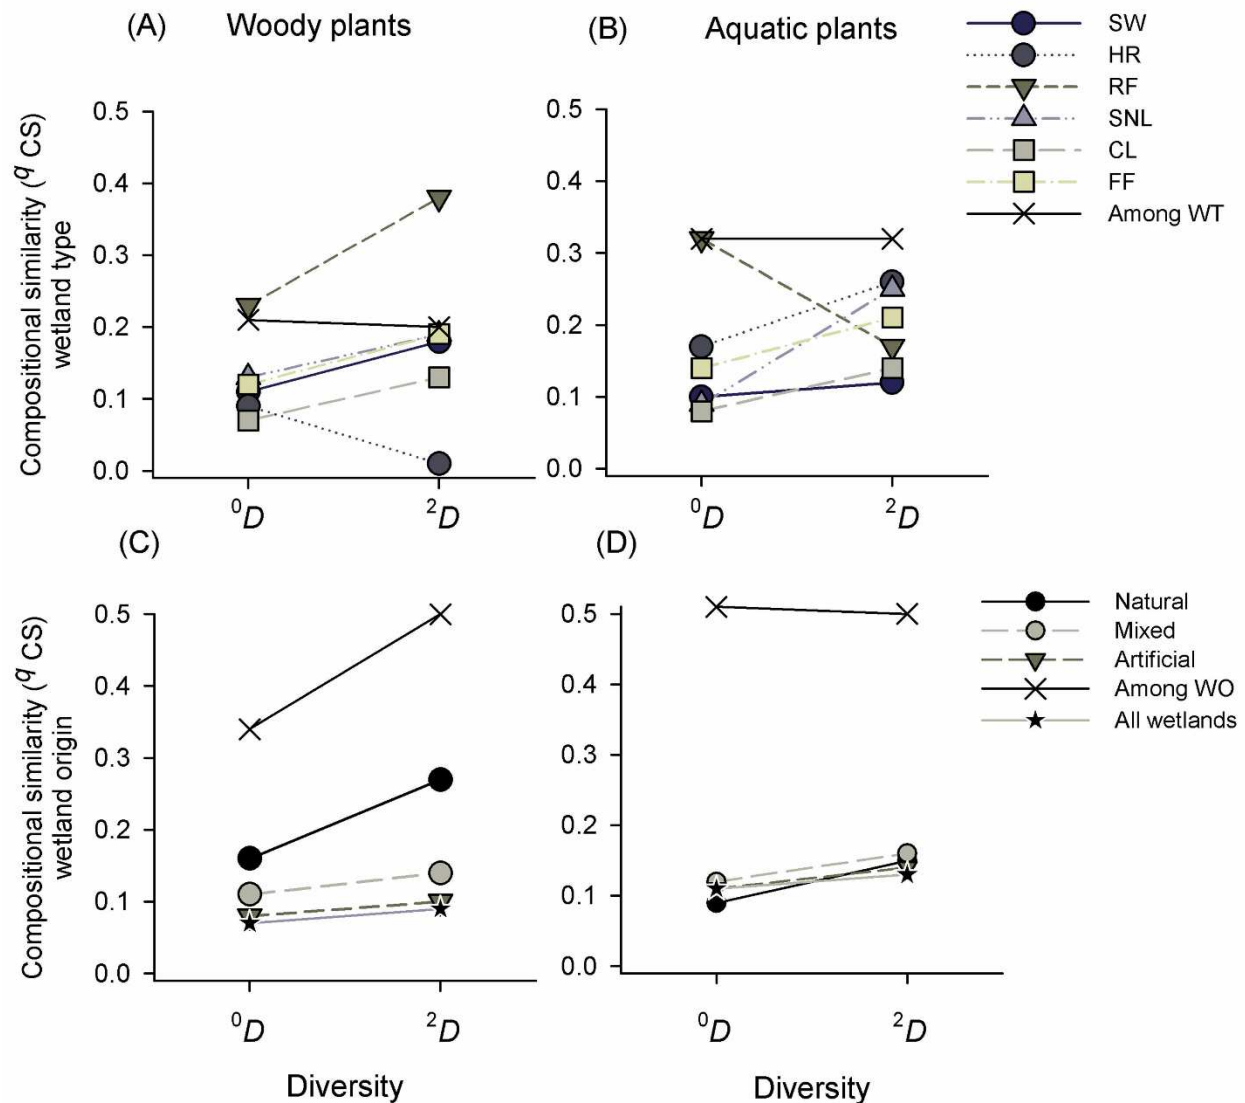 (A) Woody plants
(B) Aquatic plants
SW
HR
RF
SNL
CL
FF
Among WT
Compositional similarity (q CS)
wetland type
0.5
0.4
0.3
0.2
0.1
0.0
0D
2D
0.5
0.4
0.3
0.2
0.1
0.0
0D
2D
(C)
(D)
Natural
Mixed
Artificial
Among WO
All wetlands
Compositional similarity (q CS)
wetland origin
0.5
0.4
0.3
0.2
0.1
0.0
0D
2D
Diversity
0.5
0.4
0.3
0.2
0.1
0.0
0D
2D
Diversity